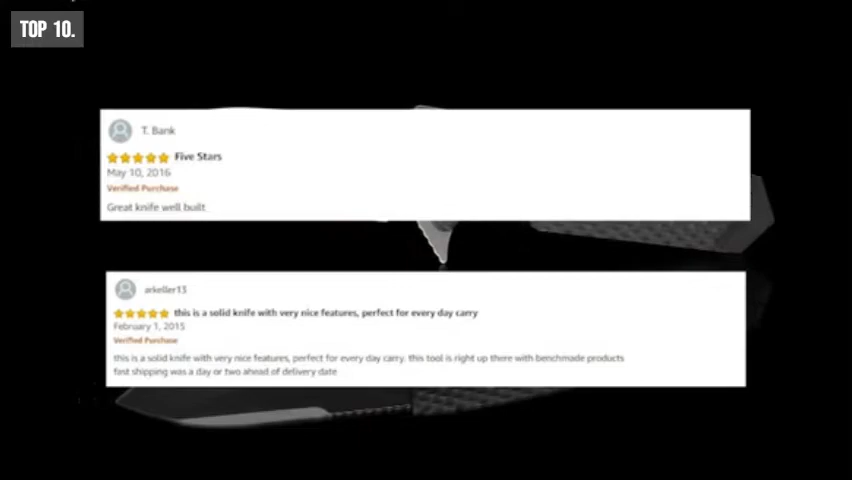 TOP 10.
T. Bank
Five Stars
May 10, 2016
Verified Purchase
Great knife well built
arkeller13
this is a solid knife with very nice features, perfect for every day carry
February 1, 2015
Verified Purchase
this is a solid knife with very nice features, perfect for every day carry. this tool is right up there with benchmade products
fast shipping was a day or two ahead of delivery date